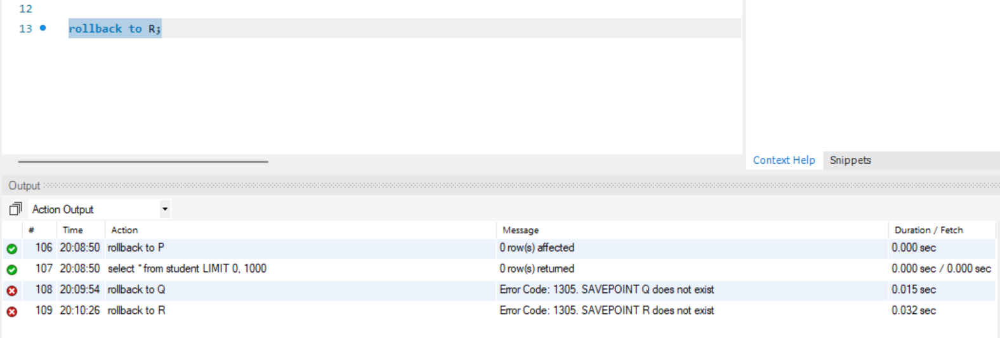 12
13 rollback to R;
Context Help Snippets
Output
Action Output
# Time Action Message Duration / Fetch
106 20:08:50 rollback to P 0 row(s) affected 0.000 sec
107 20:08:50 select * from student LIMIT 0, 1000 0 row(s) returned 0.000 sec / 0.000 sec
108 20:09:54 rollback to Q Error Code: 1305. SAVEPOINT Q does not exist 0.015 sec
109 20:10:26 rollback to R Error Code: 1305. SAVEPOINT R does not exist 0.032 sec